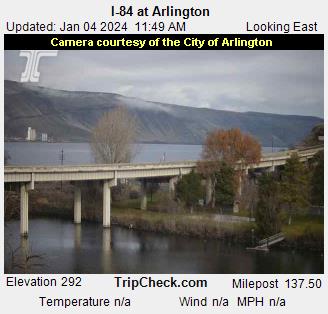 I-84 at Arlington
Updated: Jan 04 2024 11:49 AM Looking East
Camera courtesy of the City of Arlington
Elevation 292 TripCheck.com Milepost 137.50
Temperature n/a Wind n/a MPH n/a